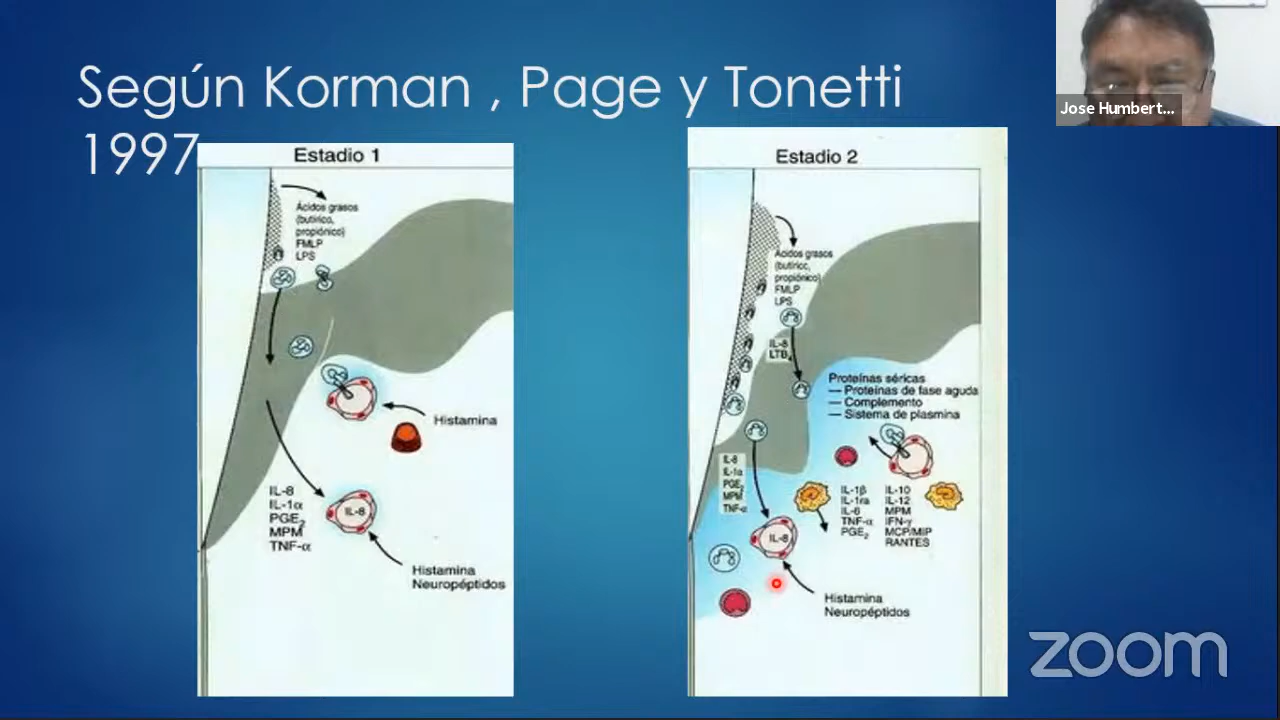 Según Korman , Page y Tonetti
1997
Jose Humbert...
Estadio 1
Ácidos grasos
(butírico,
propiónico)
FMLP
LPS
Histamina
IL-8
IL-1α
PGE2
MPM
TNF-α
IL-8
Histamina
Neuropéptidos
Estadio 2
Ácidos grasos
(butírico,
propiónico)
FMLP
LPS
IL-8
LTB4
Proteínas séricas
— Proteínas de fase aguda
— Complemento
— Sistema de plasmina
IL-8
IL-1α
PGE2
MPM
TNF-α
IL-1β
IL-1ra
IL-6
TNF-α
PGE2
IL-10
IL-12
MPM
IFN-γ
MCP/MIP
RANTES
IL-8
Histamina
Neuropéptidos
zoom